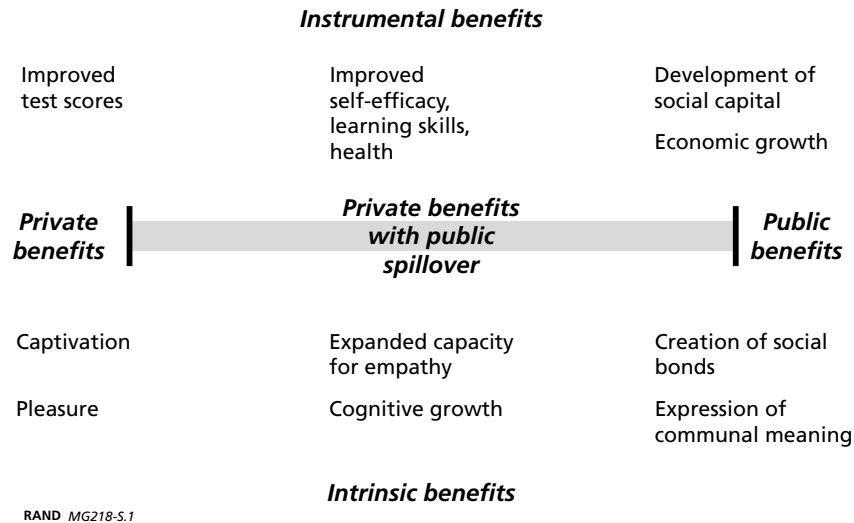 Instrumental benefits
Improved
test scores
Improved
self-efficacy,
learning skills,
health
Development of
social capital
Economic growth
Private
benefits
Private benefits
with public
spillover
Public
benefits
Captivation
Expanded capacity
for empathy
Creation of social
bonds
Pleasure
Cognitive growth
Expression of
communal meaning
Intrinsic benefits
RAND MG218-S.1